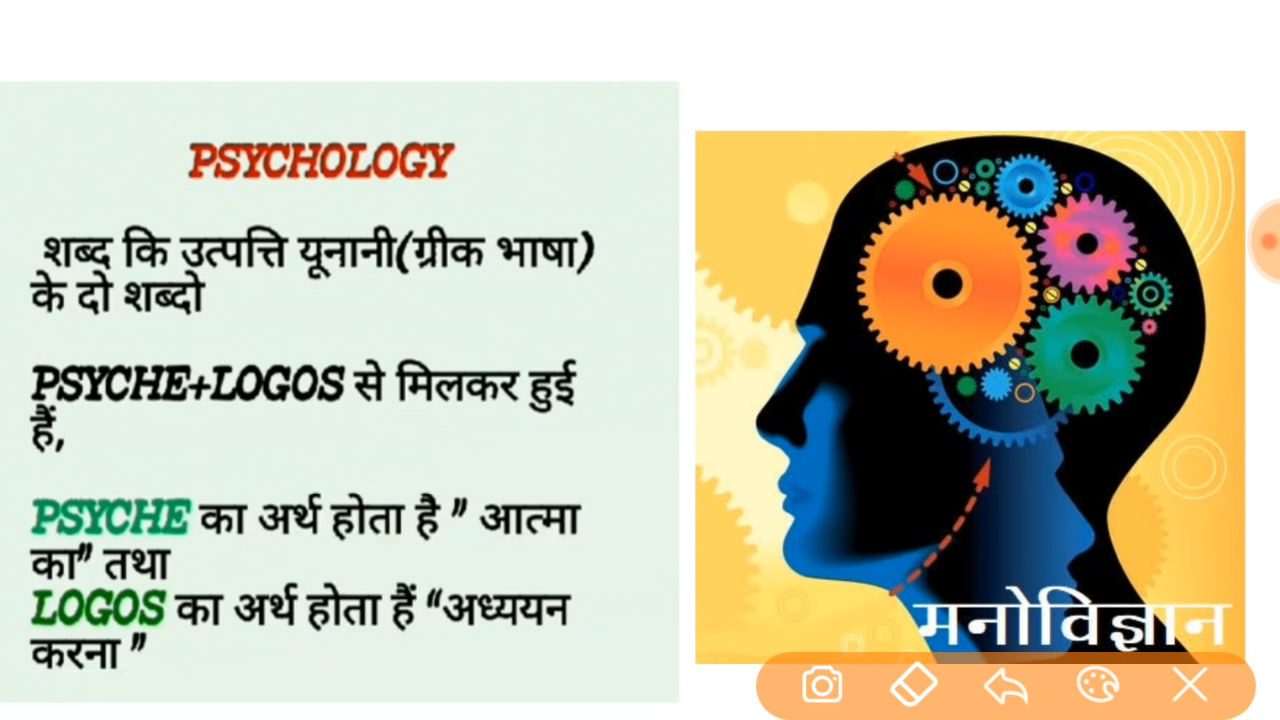 PSYCHOLOGY
शब्द कि उत्पत्ति यूनानी(ग्रीक भाषा)
के दो शब्दो
PSYCHE+LOGOS से मिलकर हुई
हैं,
PSYCHE का अर्थ होता है ” आत्मा
का” तथा
LOGOS का अर्थ होता हैं “अध्ययन
करना ”
मनोविज्ञान